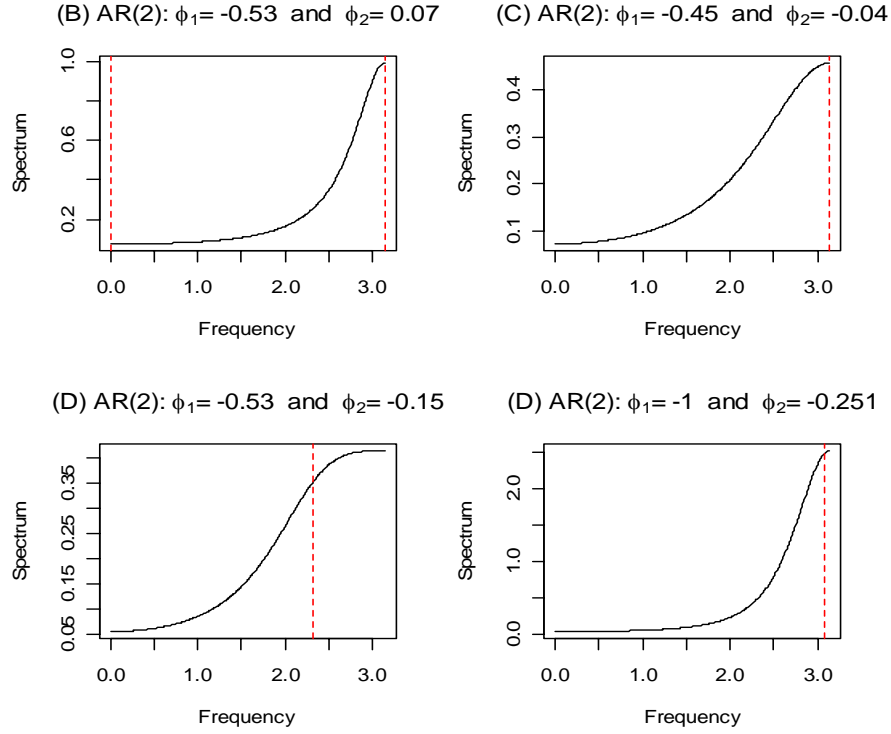 (B) AR(2): ϕ1= -0.53 and ϕ2= 0.07
Spectrum
1.0
0.6
0.2
0.0 1.0 2.0 3.0
Frequency
(C) AR(2): ϕ1= -0.45 and ϕ2= -0.04
Spectrum
0.4
0.3
0.2
0.1
0.0 1.0 2.0 3.0
Frequency
(D) AR(2): ϕ1= -0.53 and ϕ2= -0.15
Spectrum
0.35
0.25
0.15
0.05
0.0 1.0 2.0 3.0
Frequency
(D) AR(2): ϕ1= -1 and ϕ2= -0.251
Spectrum
2.0
1.0
0.0
0.0 1.0 2.0 3.0
Frequency